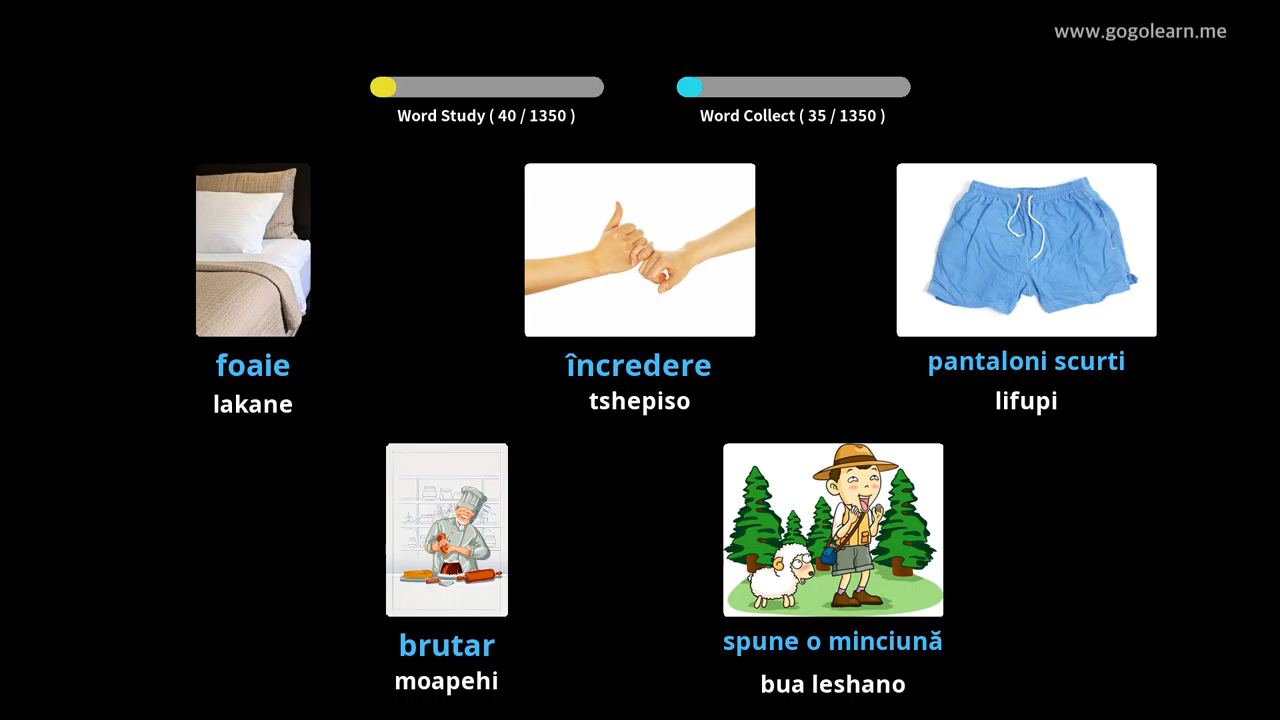 www.gogolearn.me
Word Study ( 40 / 1350 )
Word Collect ( 35 / 1350 )
foaie
lakane
încredere
tshepiso
pantaloni scurti
lifupi
brutar
moapehi
spune o minciună
bua leshano